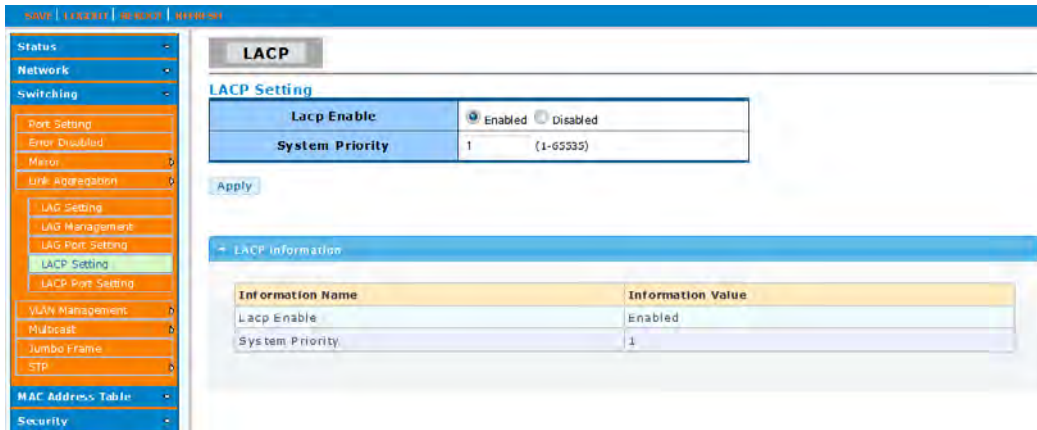 SAVE | LOGOUT | REBOOT | REFRESH
Status
Network
Switching
Port Setting
Error Disabled
Mirror
Link Aggregation
LAG Setting
LAG Management
LAG Port Setting
LACP Setting
LACP Port Setting
VLAN Management
Multicast
Jumbo Frame
STP
MAC Address Table
Security
LACP
LACP Setting
Lacp Enable Enabled Disabled
System Priority 1 (1-65535)
Apply
LACP Information
Information Name Information Value
Lacp Enable Enabled
System Priority 1